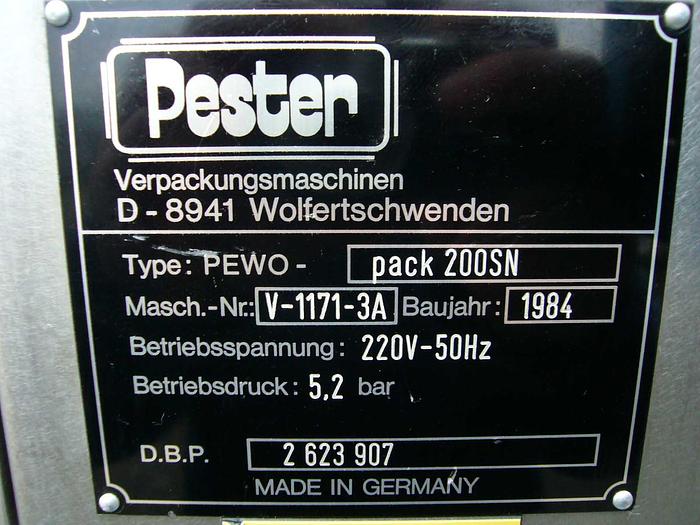 Pester
Verpackungsmaschinen
D - 8941 Wolfertschwenden
Type: PEWO - pack 200SN
Masch.-Nr.: V-1171-3A Baujahr: 1984
Betriebsspannung: 220V-50Hz
Betriebsdruck: 5,2 bar
D.B.P. 2 623 907
MADE IN GERMANY